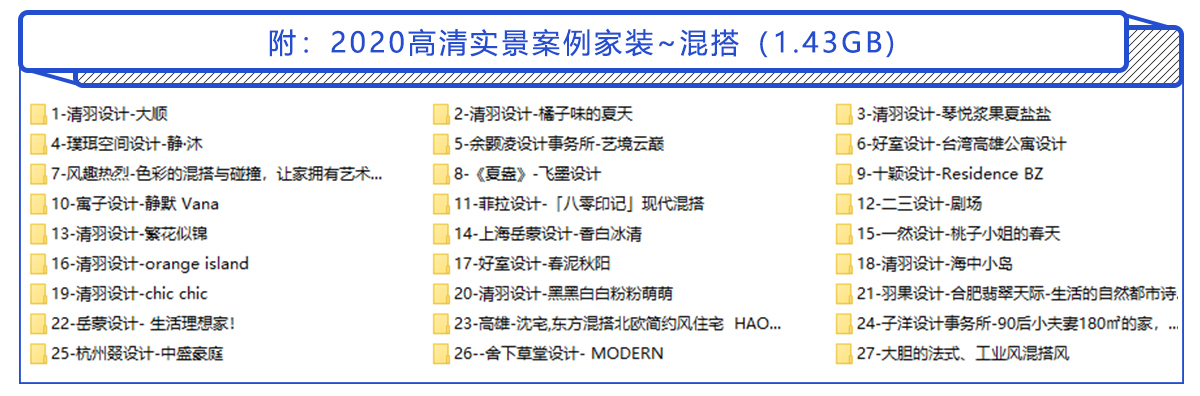 附：2020高清实景案例家装~混搭（1.43GB）
1-清羽设计-大顺
2-清羽设计-橘子味的夏天
3-清羽设计-琴悦浆果夏盐盐
4-璞珥空间设计-静·沐
5-余颢凌设计事务所-艺境云巅
6-好室设计-台湾高雄公寓设计
7-风趣热烈-色彩的混搭与碰撞，让家拥有艺术...
8-《夏盎》-飞墨设计
9-十颖设计-Residence BZ
10-寓子设计-静默 Vana
11-菲拉设计-「八零印记」现代混搭
12-二三设计-剧场
13-清羽设计-繁花似锦
14-上海岳蒙设计-香白冰清
15-一然设计-桃子小姐的春天
16-清羽设计-orange island
17-好室设计-春泥秋阳
18-清羽设计-海中小岛
19-清羽设计-chic chic
20-清羽设计-黑黑白白粉粉萌萌
21-羽果设计-合肥翡翠天际-生活的自然都市诗.
22-岳蒙设计- 生活理想家！
23-高雄-沈宅,东方混搭北欧简约风住宅 HAO...
24-子洋设计事务所-90后小夫妻180㎡的家，...
25-杭州叕设计-中盛豪庭
26--舍下草堂设计- MODERN
27-大胆的法式、工业风混搭风